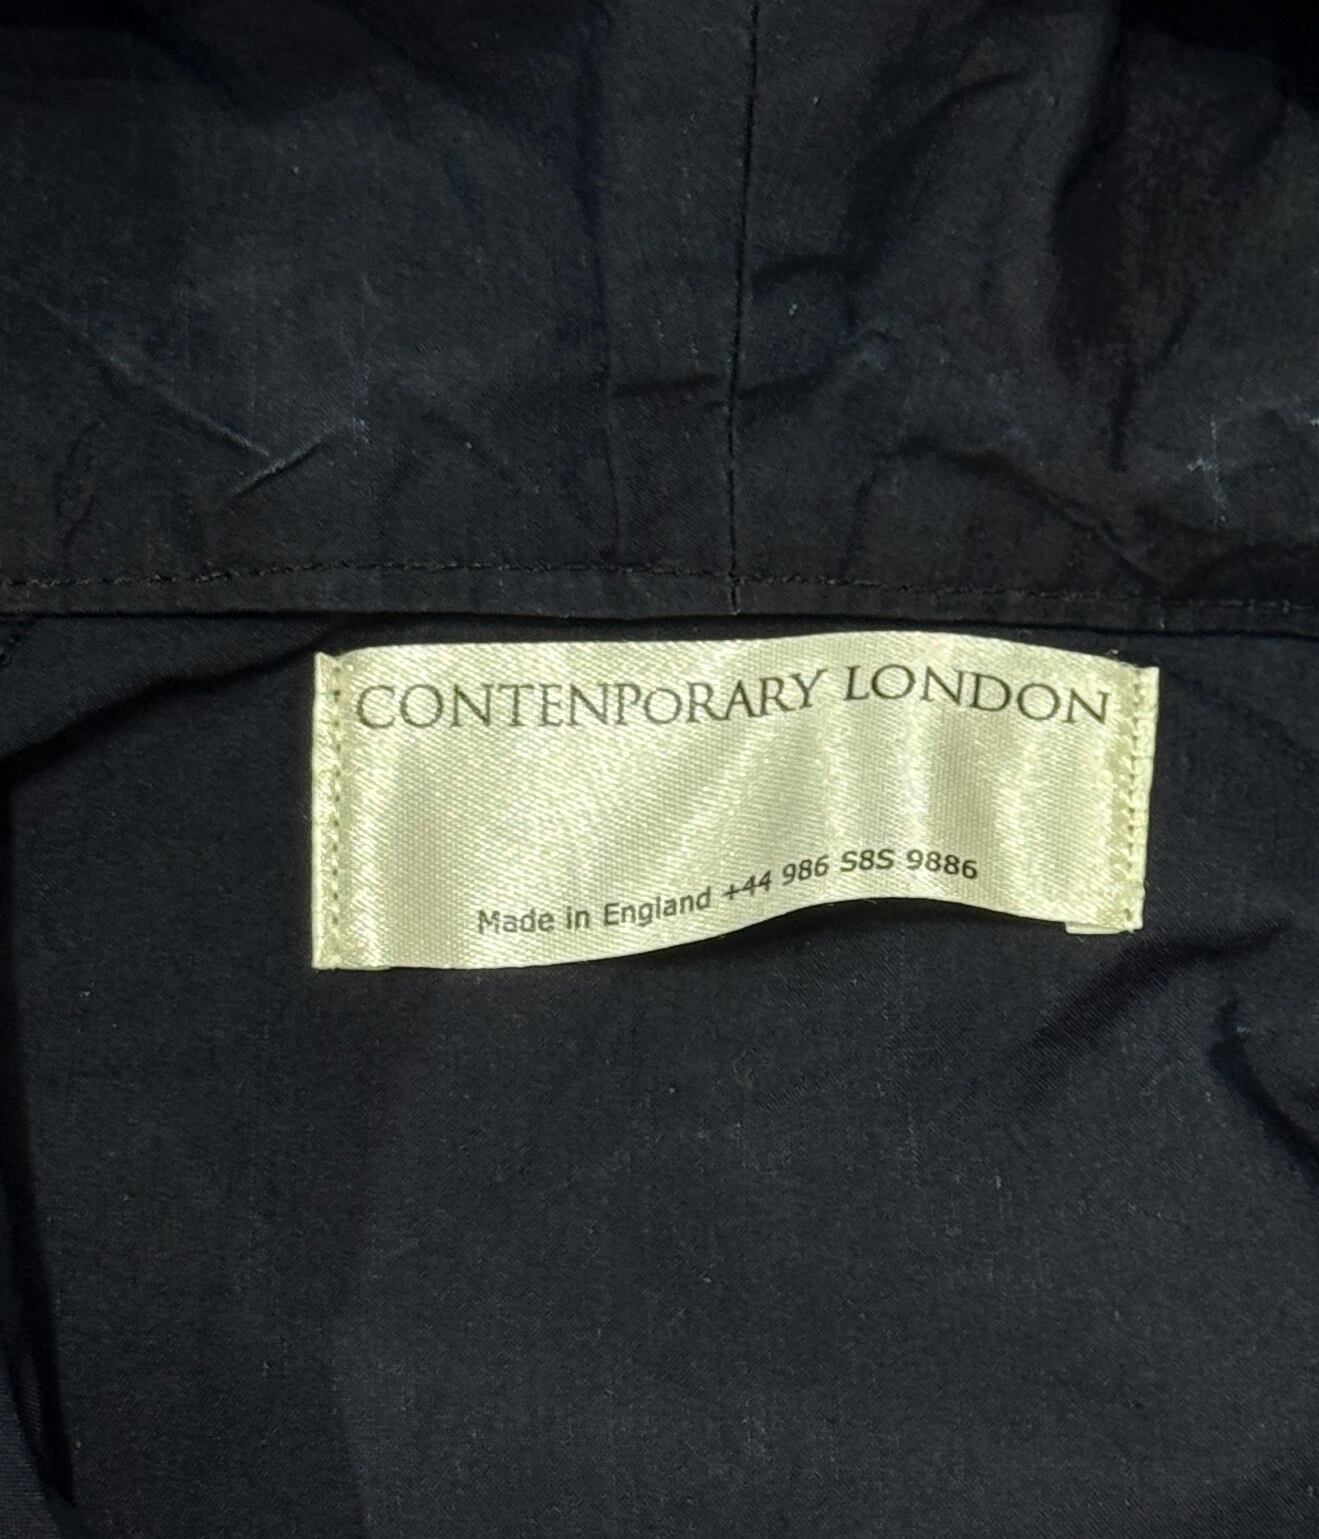 CONTENPoRARY LONDON
Made in England +44 986 S8S 9886